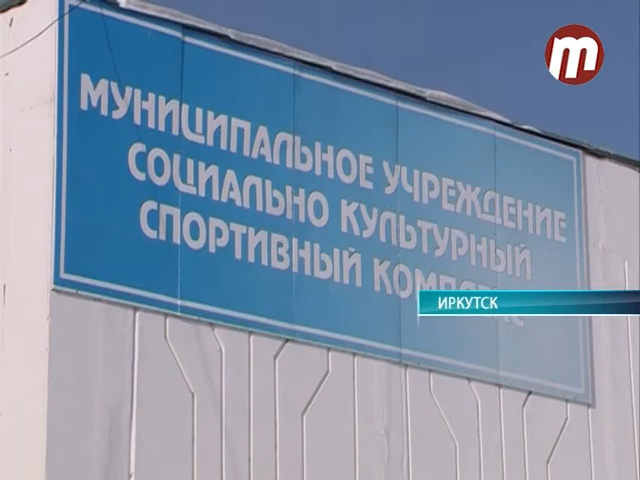 m
МУНИЦИПАЛЬНОЕ УЧРЕЖДЕНИЕ
СОЦИАЛЬНО КУЛЬТУРНЫЙ
СПОРТИВНЫЙ
ИРКУТСК